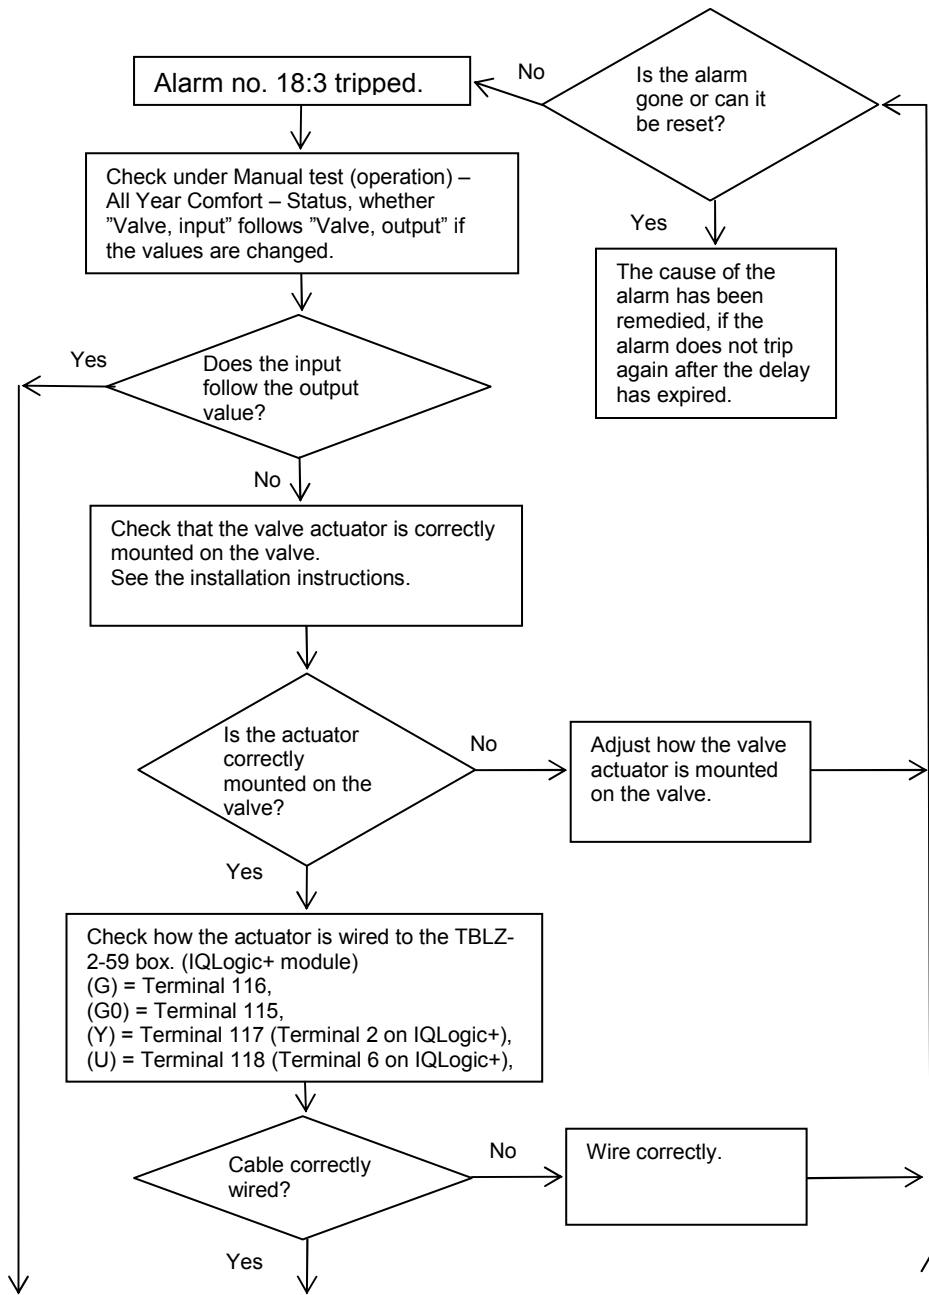 Alarm no. 18:3 tripped.
No
Is the alarm
gone or can it
be reset?
Check under Manual test (operation) –
All Year Comfort – Status, whether
”Valve, input” follows ”Valve, output” if
the values are changed.
Yes
The cause of the
alarm has been
remedied, if the
alarm does not trip
again after the delay
has expired.
Yes
Does the input
follow the output
value?
No
Check that the valve actuator is correctly
mounted on the valve.
See the installation instructions.
Is the actuator
correctly
mounted on the
valve?
No
Adjust how the valve
actuator is mounted
on the valve.
Yes
Check how the actuator is wired to the TBLZ-
2-59 box. (IQLogic+ module)
(G) = Terminal 116,
(G0) = Terminal 115,
(Y) = Terminal 117 (Terminal 2 on IQLogic+),
(U) = Terminal 118 (Terminal 6 on IQLogic+),
Cable correctly
wired?
No
Wire correctly.
Yes